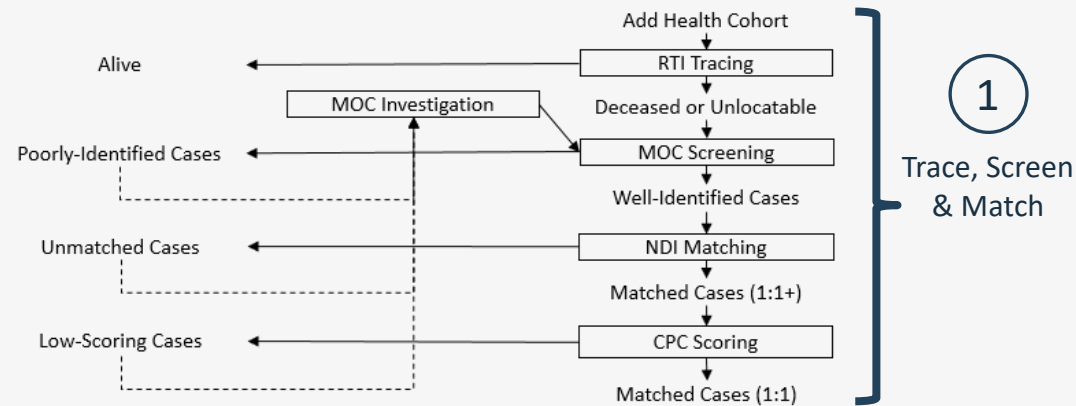 Add Health Cohort
Alive
RTI Tracing
MOC Investigation
Deceased or Unlocatable
Poorly-Identified Cases
MOC Screening
Well-Identified Cases
Unmatched Cases
NDI Matching
Matched Cases (1:1+)
Low-Scoring Cases
CPC Scoring
Matched Cases (1:1)
1
Trace, Screen
& Match